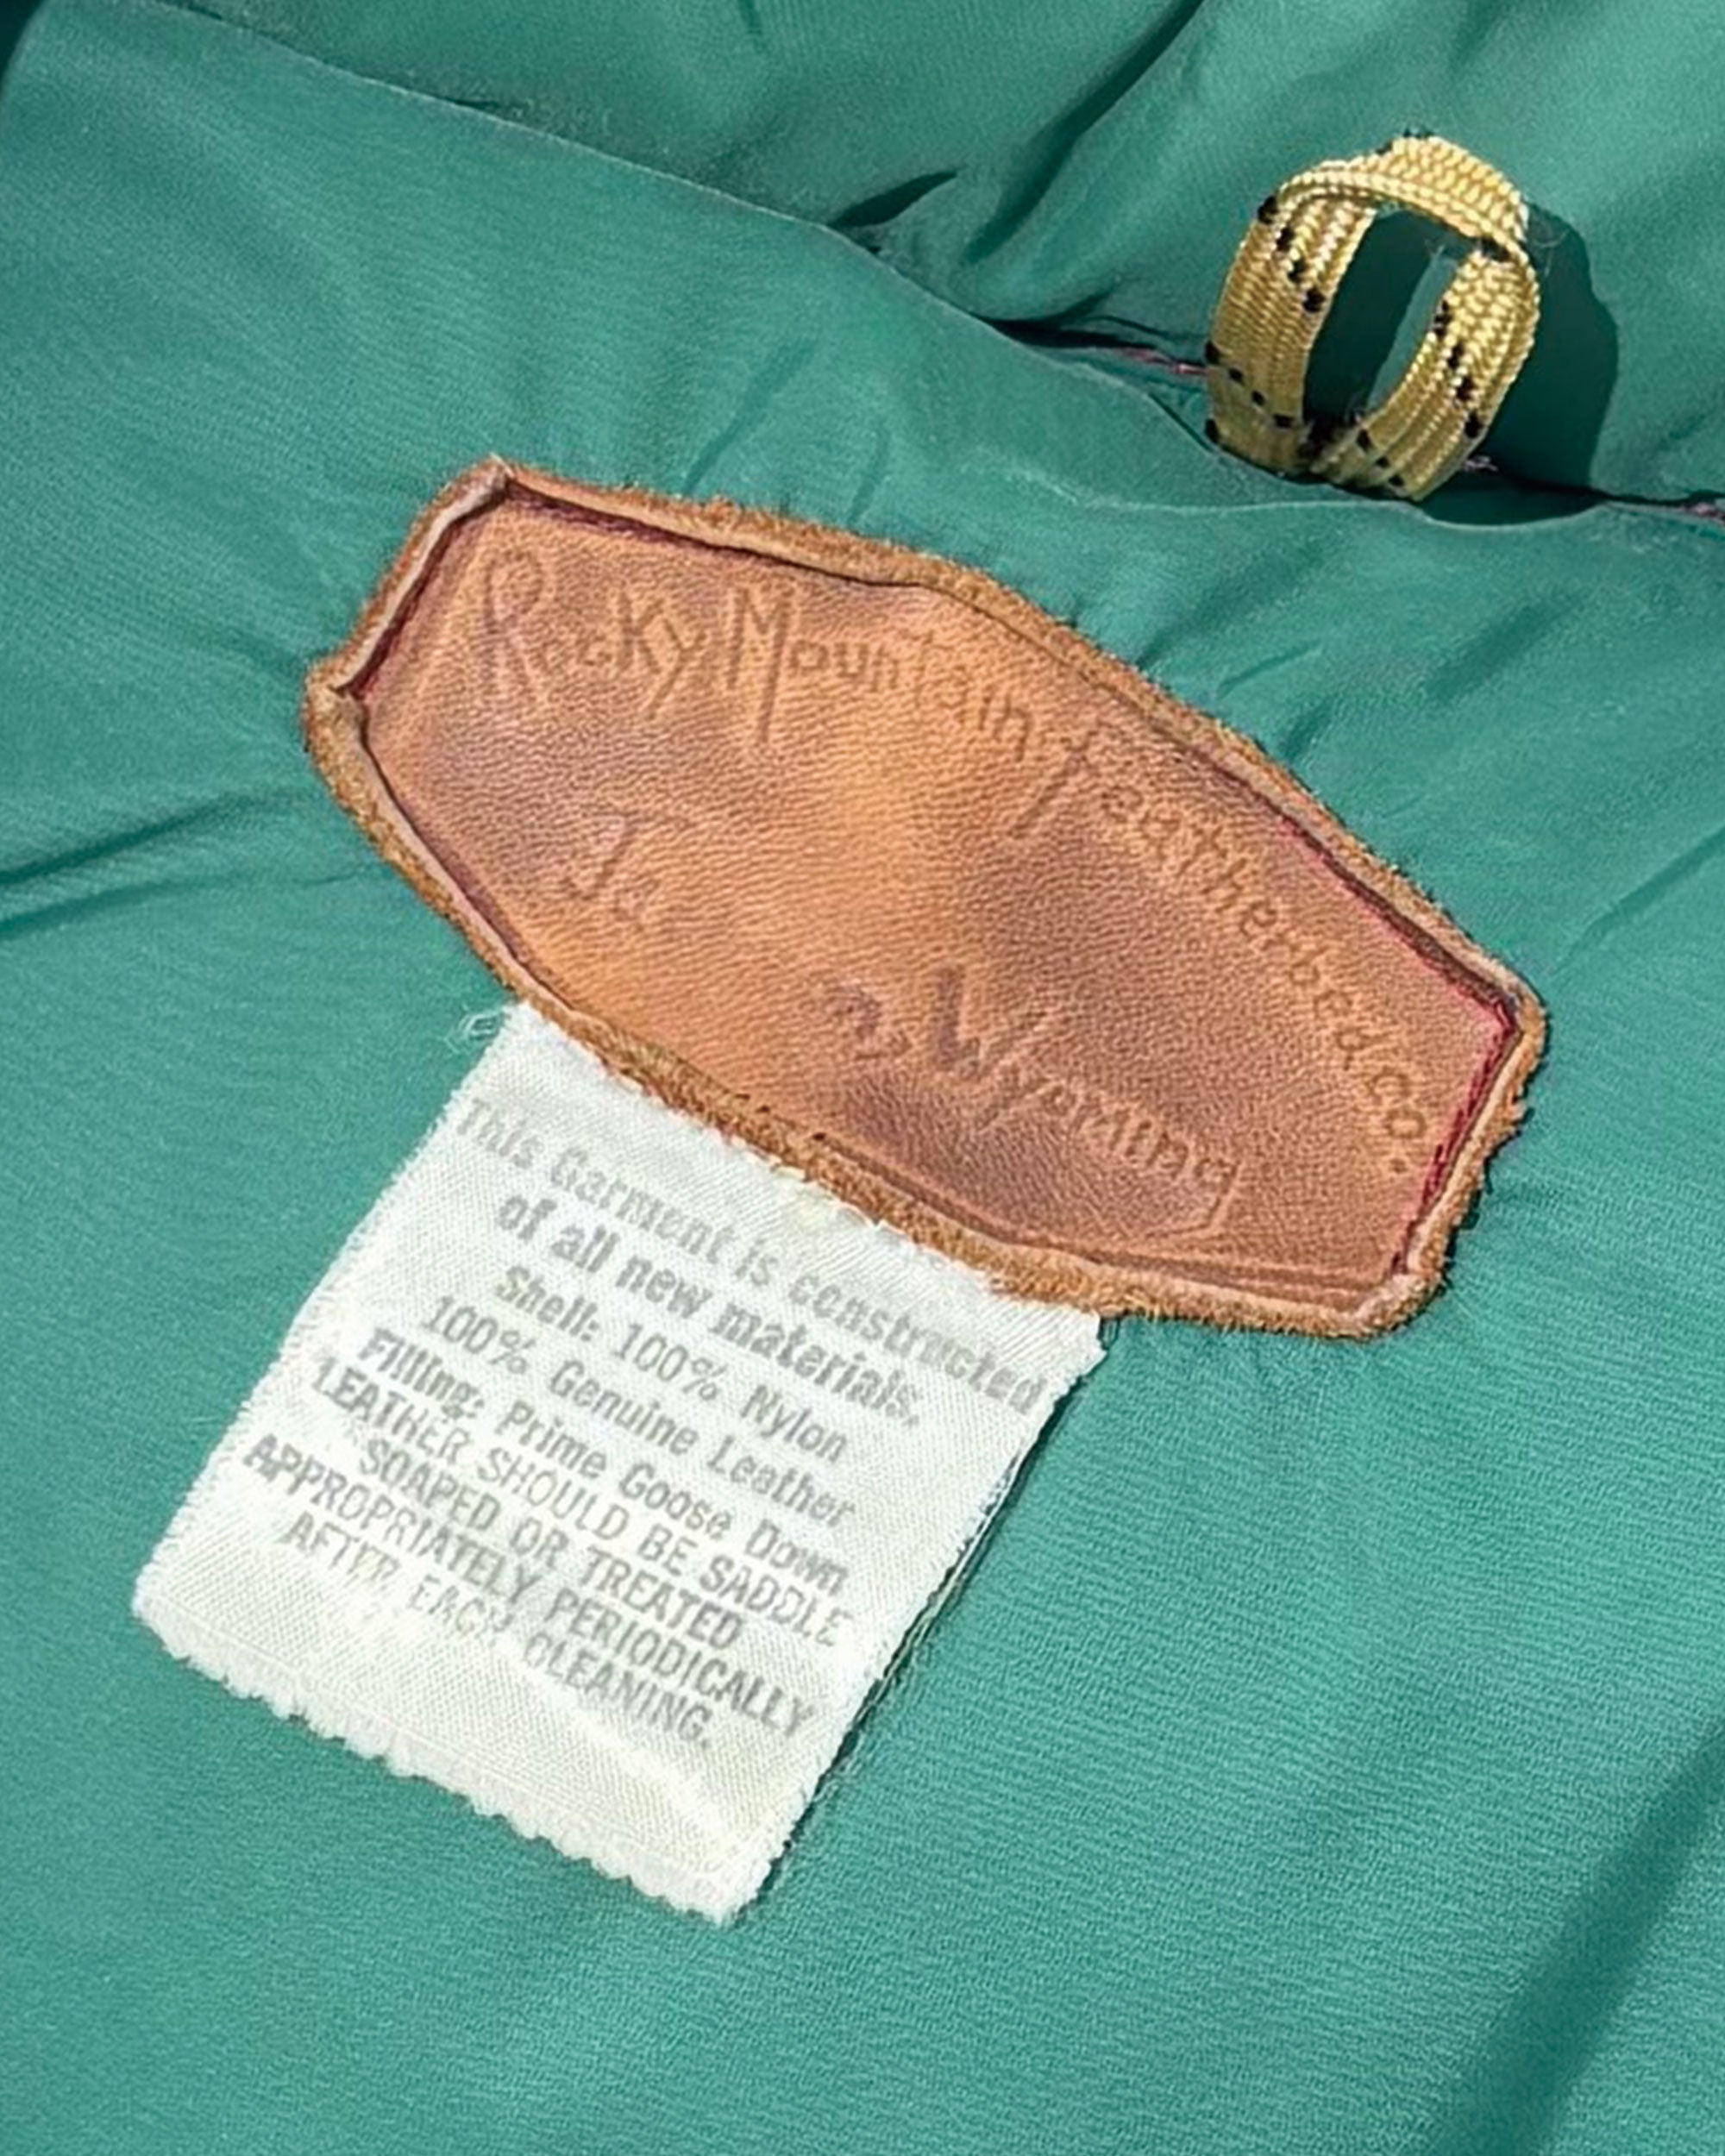 Rocky Mountain Featherbed Co.
Wyoming
This Garment is constructed
of all new materials.
Shell: 100% Nylon
100% Genuine Leather
Filling: Prime Goose Down
LEATHER SHOULD BE SADDLE
SOAPED OR TREATED
APPROPRIATELY PERIODICALLY
AFTER EACH CLEANING.